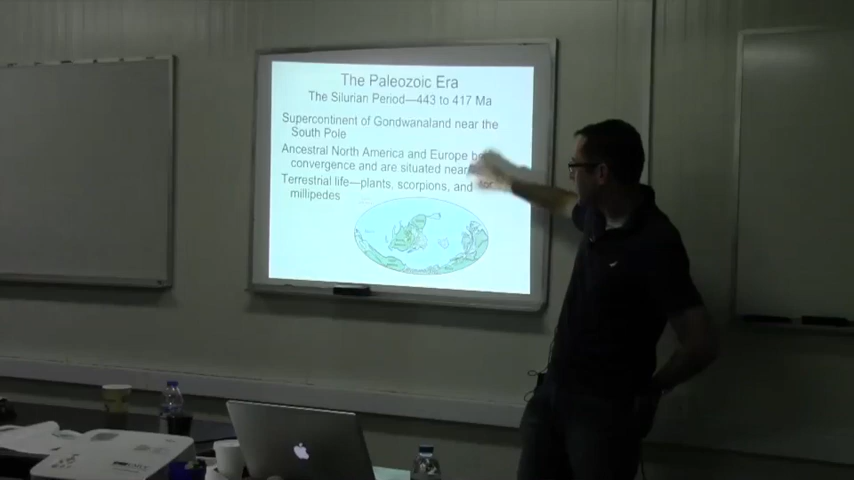 The Paleozoic Era
The Silurian Period—443 to 417 Ma
Supercontinent of Gondwanaland near the
South Pole
Ancestral North America and Europe be
convergence and are situated near
Terrestrial life—plants, scorpions, and
millipedes